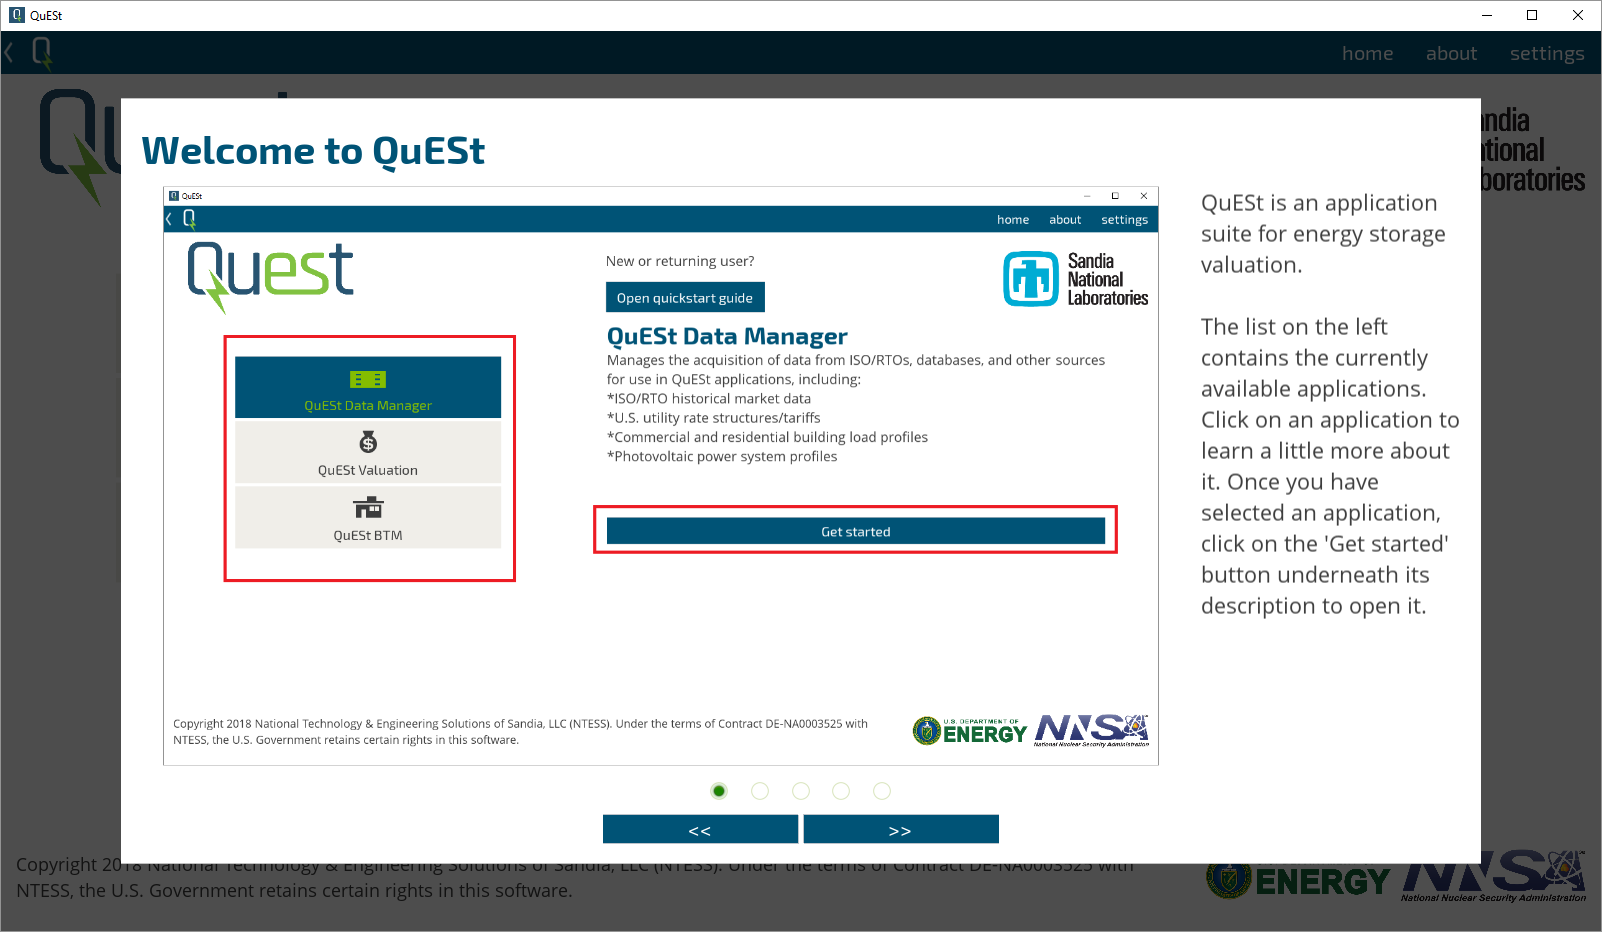 QuESt
home about settings
Qu
ndia
tional
boratories
Welcome to QuESt
QuESt
home about settings
Quest
New or returning user?
Open quickstart guide
Sandia
National
Laboratories
QuESt Data Manager
Manages the acquisition of data from ISO/RTOs, databases, and other sources
for use in QuESt applications, including:
*ISO/RTO historical market data
*U.S. utility rate structures/tariffs
*Commercial and residential building load profiles
*Photovoltaic power system profiles
QuESt Data Manager
QuESt Valuation
QuESt BTM
Get started
Copyright 2018 National Technology & Engineering Solutions of Sandia, LLC (NTESS). Under the terms of Contract DE-NA0003525 with
NTESS, the U.S. Government retains certain rights in this software.
U.S. DEPARTMENT OF
ENERGY
NNSA
National Nuclear Security Administration
QuESt is an application
suite for energy storage
valuation.
The list on the left
contains the currently
available applications.
Click on an application to
learn a little more about
it. Once you have
selected an application,
click on the 'Get started'
button underneath its
description to open it.
<< >>
Copyright 2018 National Technology & Engineering Solutions of Sandia, LLC (NTESS). Under the terms of Contract DE-NA0003525 with
NTESS, the U.S. Government retains certain rights in this software.
ENERGY
NNSA
National Nuclear Security Administration